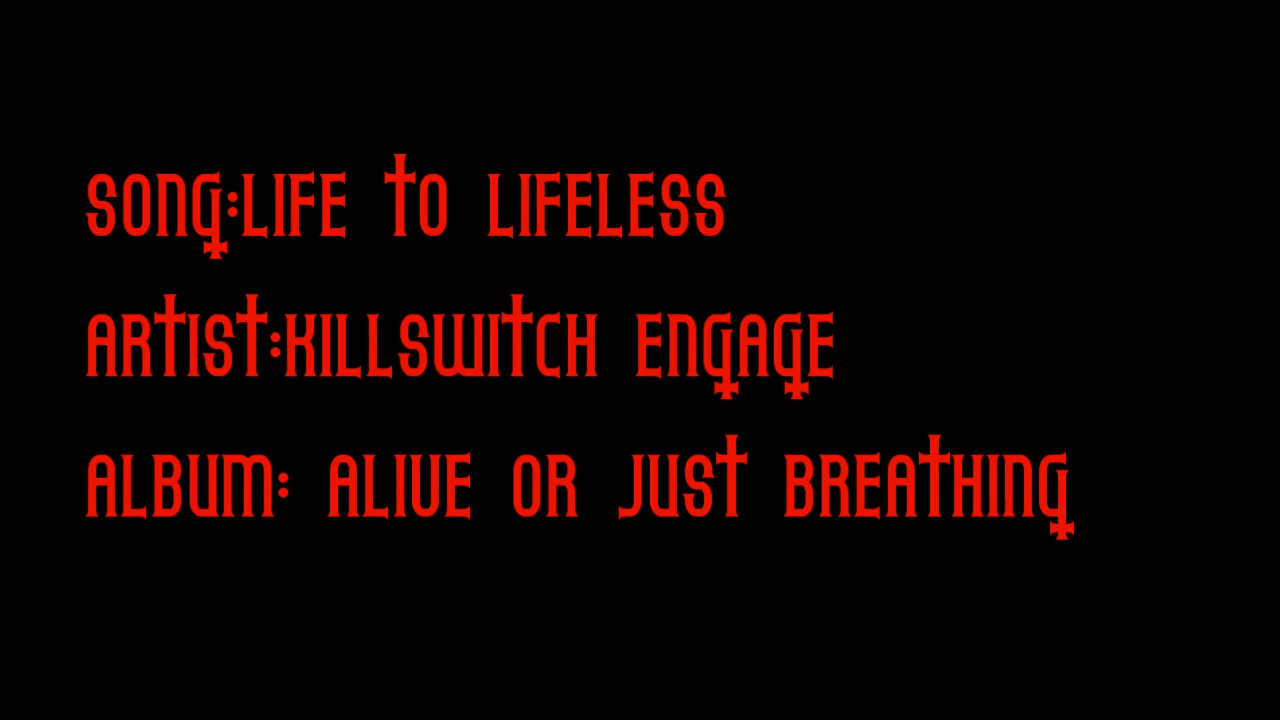 SONG:LIFE TO LIFELESS
ARTIST:KILLSWITCH ENGAGE
ALBUM: ALIVE OR JUST BREATHING